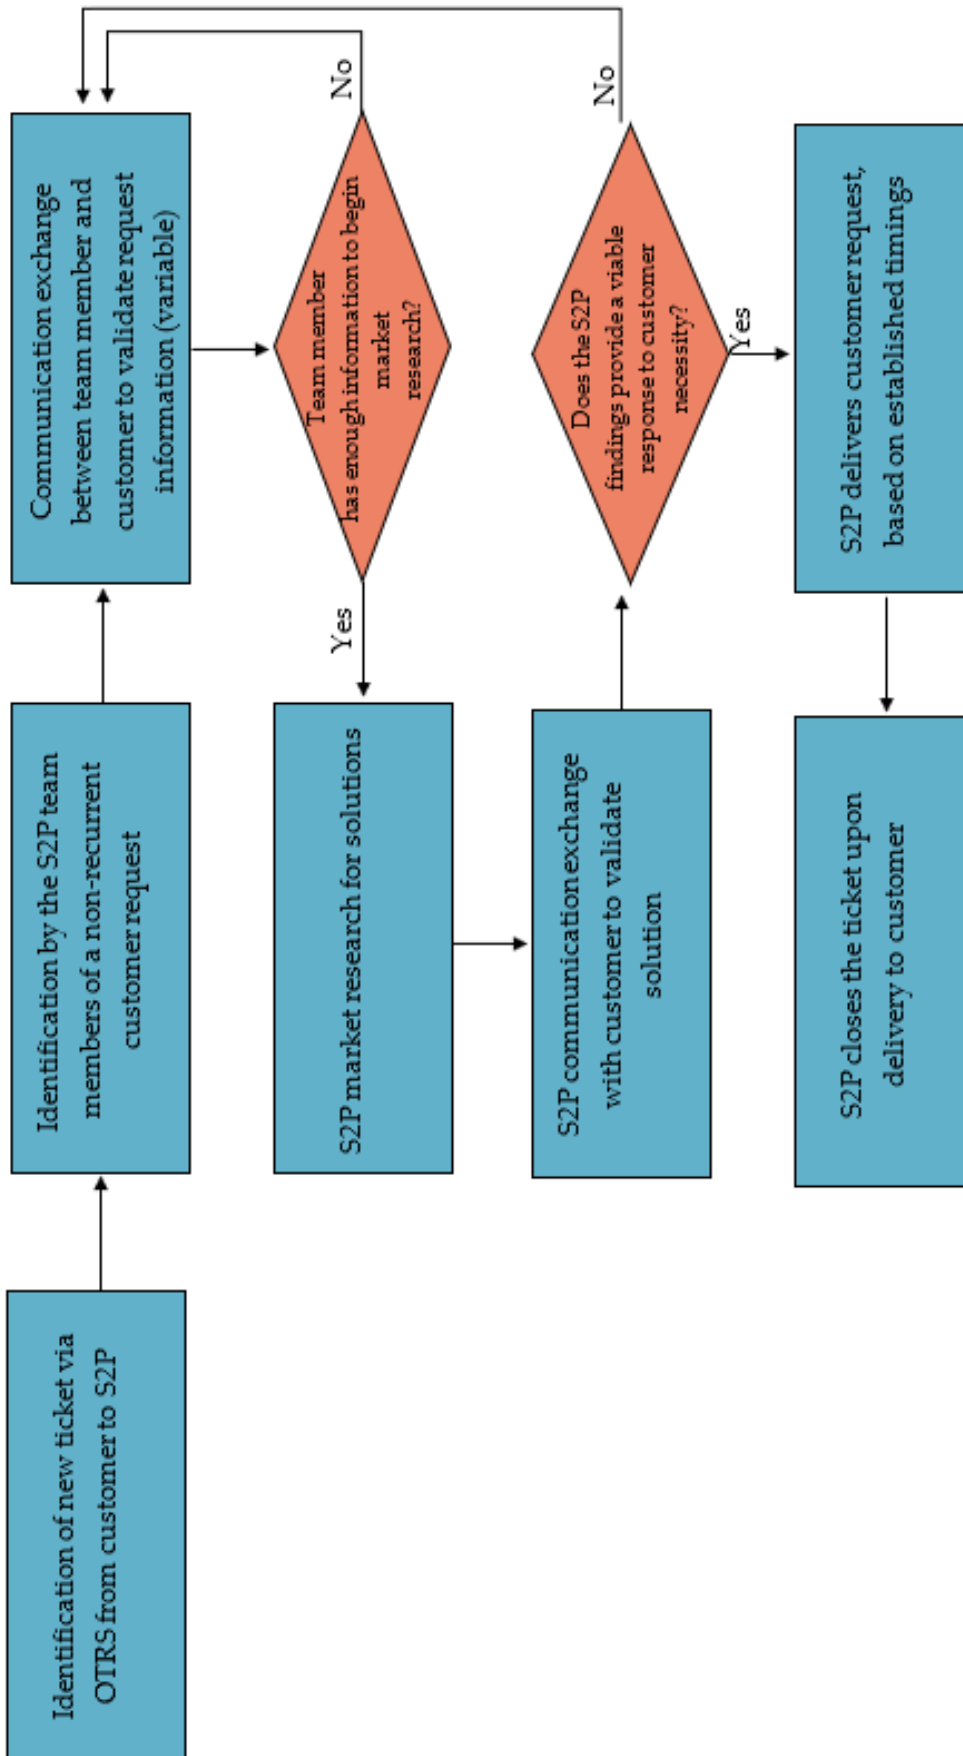 Identification of new ticket via
OTRS from customer to S2P
Identification by the S2P team
members of a non-recurrent
customer request
Communication exchange
between team member and
customer to validate request
information (variable)
Team member
has enough information to begin
market
research?
No
Yes
S2P market research for solutions
S2P communication exchange
with customer to validate
solution
Does the S2P
findings provide a viable
response to customer
necessity?
No
Yes
S2P delivers customer request,
based on established timings
S2P closes the ticket upon
delivery to customer